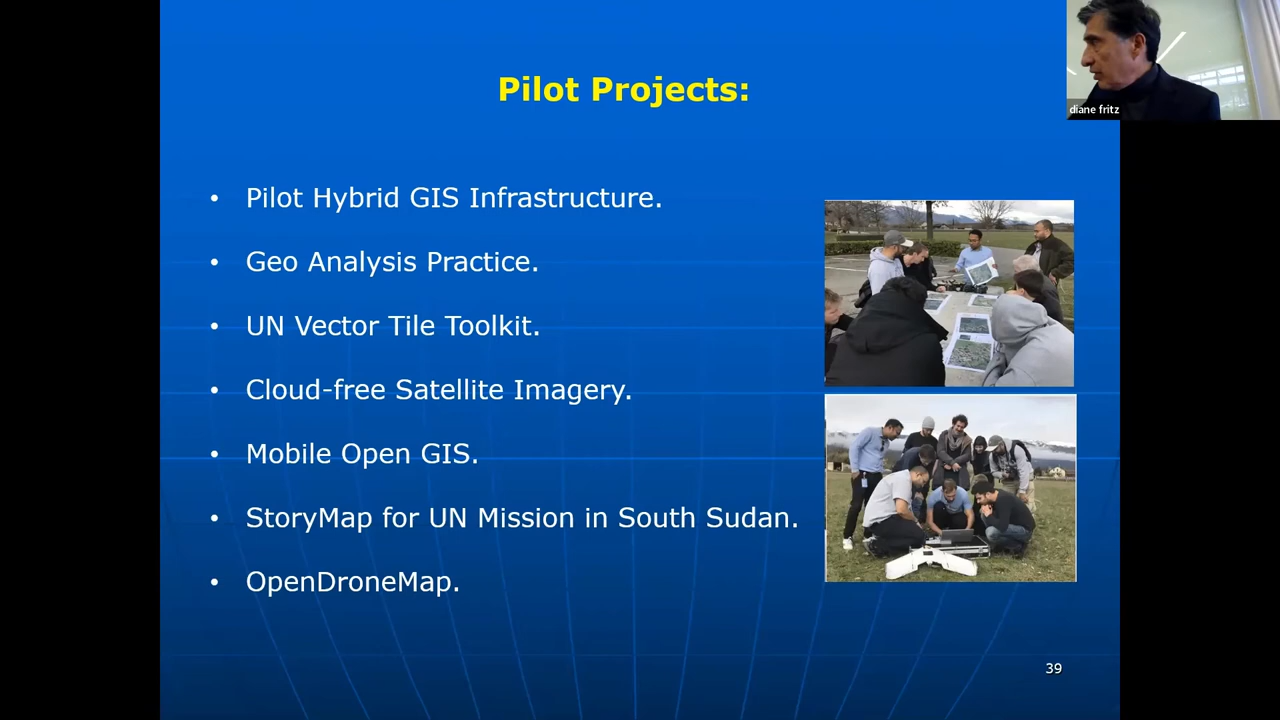 diane fritz
Pilot Projects:
• Pilot Hybrid GIS Infrastructure.
• Geo Analysis Practice.
• UN Vector Tile Toolkit.
• Cloud-free Satellite Imagery.
• Mobile Open GIS.
• StoryMap for UN Mission in South Sudan.
• OpenDroneMap.
39